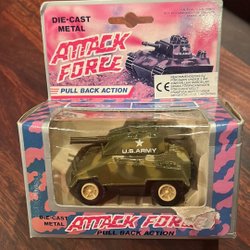 DIE-CAST
METAL
ATTACK
FORCE
PULL BACK ACTION
CE
U.S. ARMY
DIE-CAST
METAL
ATTACK FORCE
PULL BACK ACTION